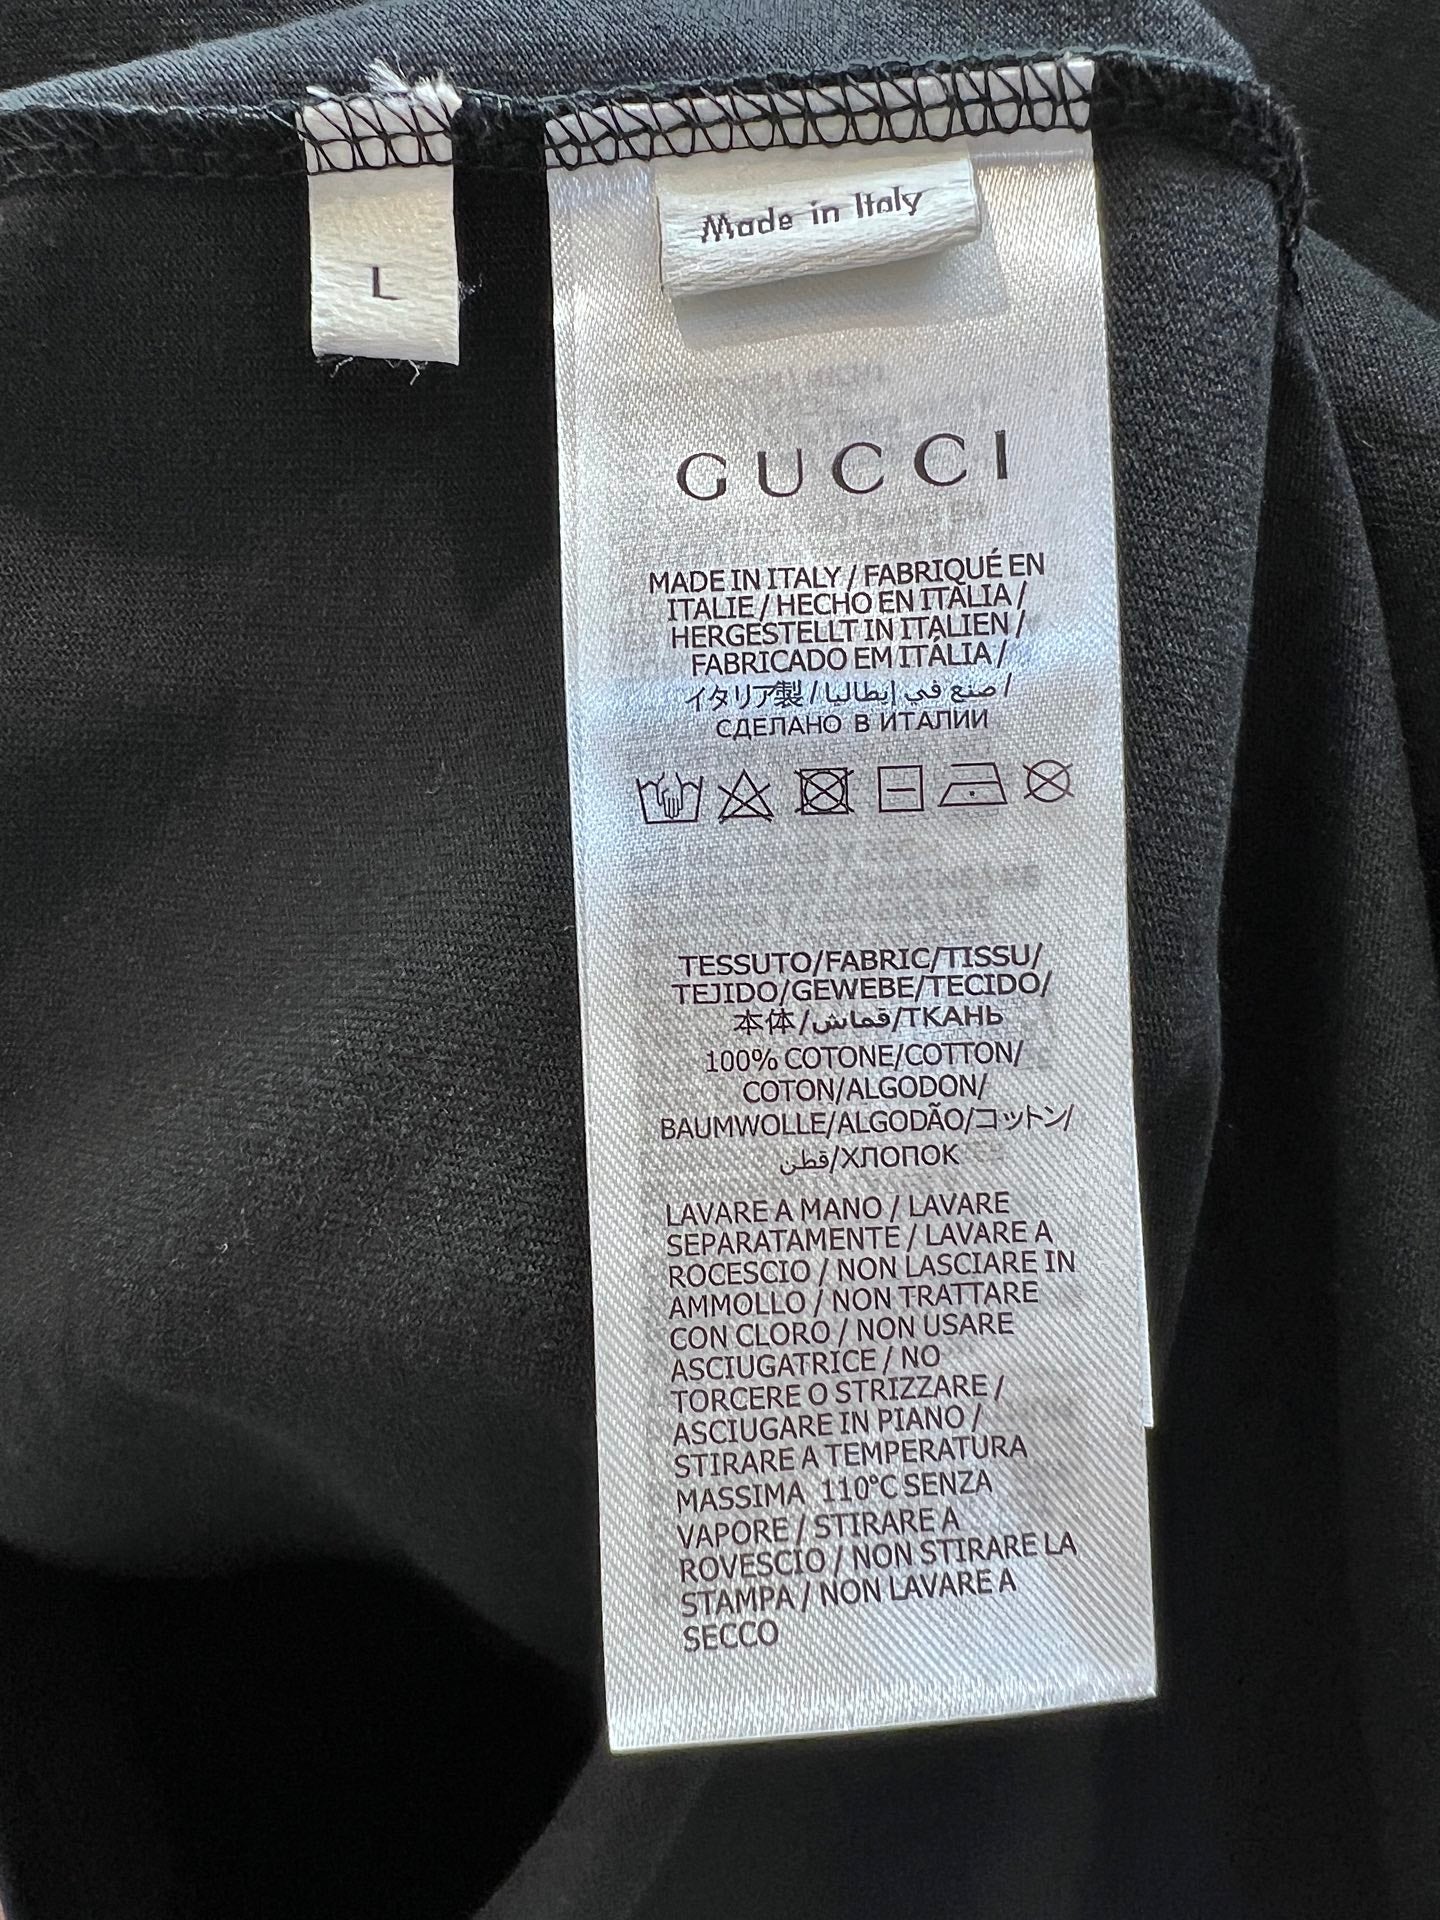 L
Made in Italy
GUCCI
MADE IN ITALY / FABRIQUÉ EN
ITALIE / HECHO EN ITALIA /
HERGESTELLT IN ITALIEN /
FABRICADO EM ITÁLIA /
イタリア製 / صنع في إيطاليا /
СДЕЛАНО В ИТАЛИИ
TESSUTO/FABRIC/TISSU/
TEJIDO/GEWEBE/TECIDO/
本体/قماش/ТКАНЬ
100% COTONE/COTTON/
COTON/ALGODON/
BAUMWOLLE/ALGODÃO/コットン/
قطن/ХЛОПОК
LAVARE A MANO / LAVARE
SEPARATAMENTE / LAVARE A
ROCESCIO / NON LASCIARE IN
AMMOLLO / NON TRATTARE
CON CLORO / NON USARE
ASCIUGATRICE / NO
TORCERE O STRIZZARE /
ASCIUGARE IN PIANO /
STIRARE A TEMPERATURA
MASSIMA 110°C SENZA
VAPORE / STIRARE A
ROVESCIO / NON STIRARE LA
STAMPA / NON LAVARE A
SECCO